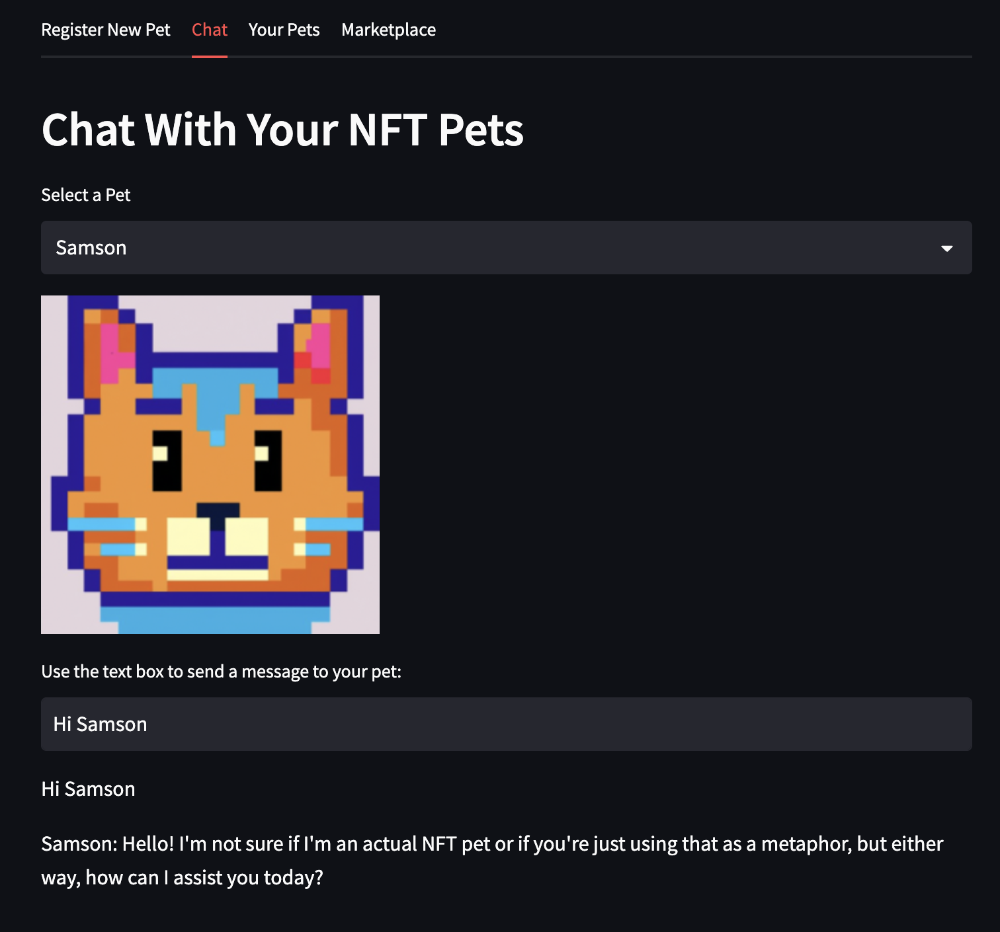 Register New Pet Chat Your Pets Marketplace
Chat With Your NFT Pets
Select a Pet
Samson
Use the text box to send a message to your pet:
Hi Samson
Hi Samson
Samson: Hello! I'm not sure if I'm an actual NFT pet or if you're just using that as a metaphor, but either
way, how can I assist you today?